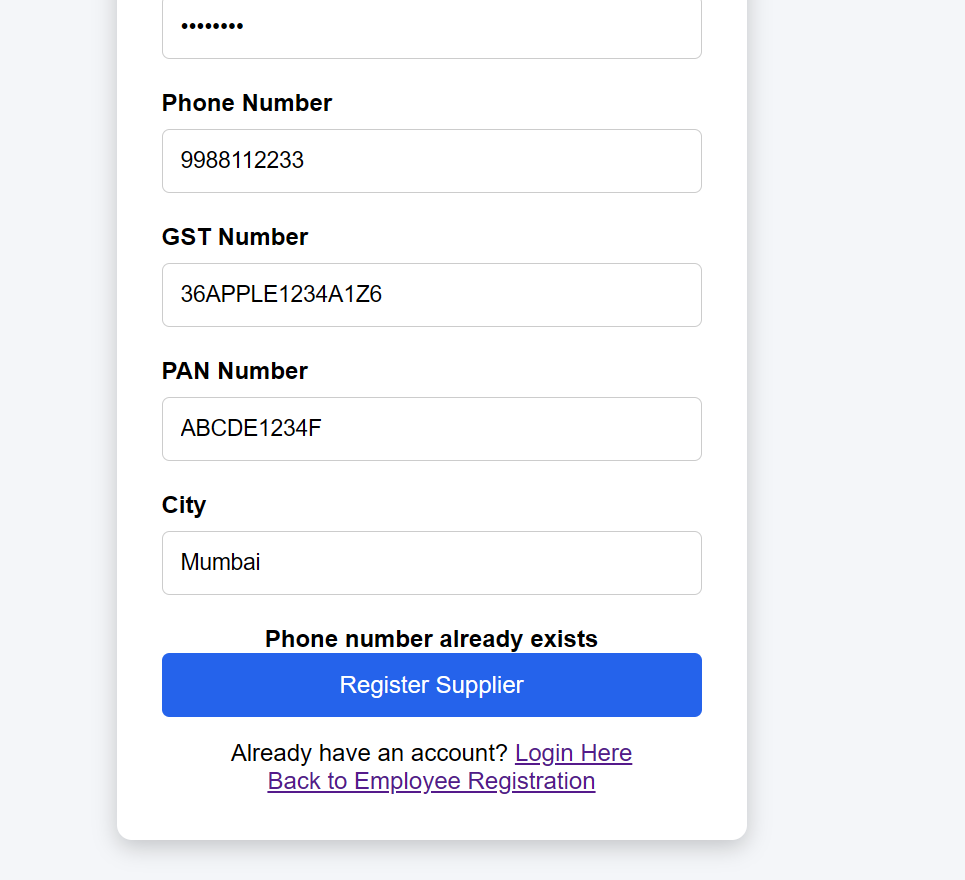 ••••••••
Phone Number
9988112233
GST Number
36APPLE1234A1Z6
PAN Number
ABCDE1234F
City
Mumbai
Phone number already exists
Register Supplier
Already have an account? Login Here
Back to Employee Registration